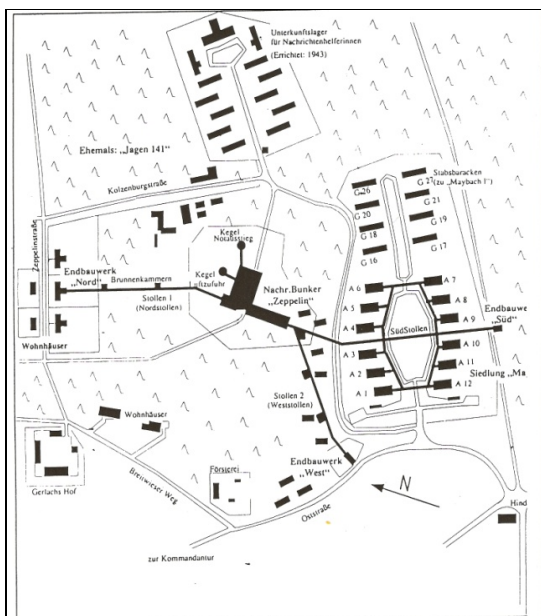 Unterkunftslager
für Nachrichtenhelferinnen
(Errichtet: 1943)
Ehemals: „Jagen 141"
Kolzenburgstraße
Zeppelinstraße
Stabsbaracken
(zu „Maybach I")
G 26
G 27
G 20
G 21
G 18
G 19
G 16
G 17
Kegel
Notausstieg
Kegel
Luftzufuhr
Endbauwerk
„Nord"
Brunnenkammern
Stollen 1
(Nordstollen)
Nachr.Bunker
„Zeppelin"
A 6
A 7
A 5
A 8
A 4
A 9
SüdStollen
A 3
A 10
A 2
A 11
A 1
A 12
Endbauwe
„Süd"
Siedlung „Ma
Wohnhäuser
Stollen 2
(Weststollen)
Wohnhäuser
Gerlachs Hof
Breitwieser Weg
Försterei
Endbauwerk
„West"
Oststraße
N
Hind
zur Kommandantur